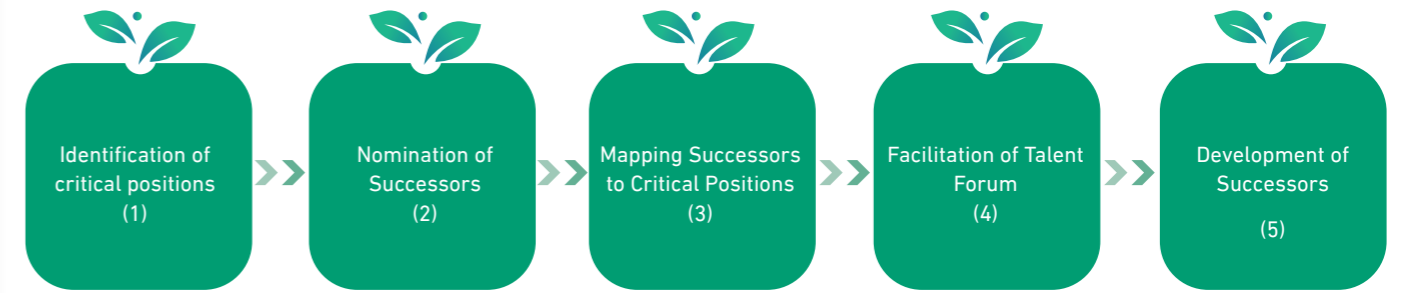 Identification of
critical positions
(1)
Nomination of
Successors
(2)
Mapping Successors
to Critical Positions
(3)
Facilitation of Talent
Forum
(4)
Development of
Successors
(5)